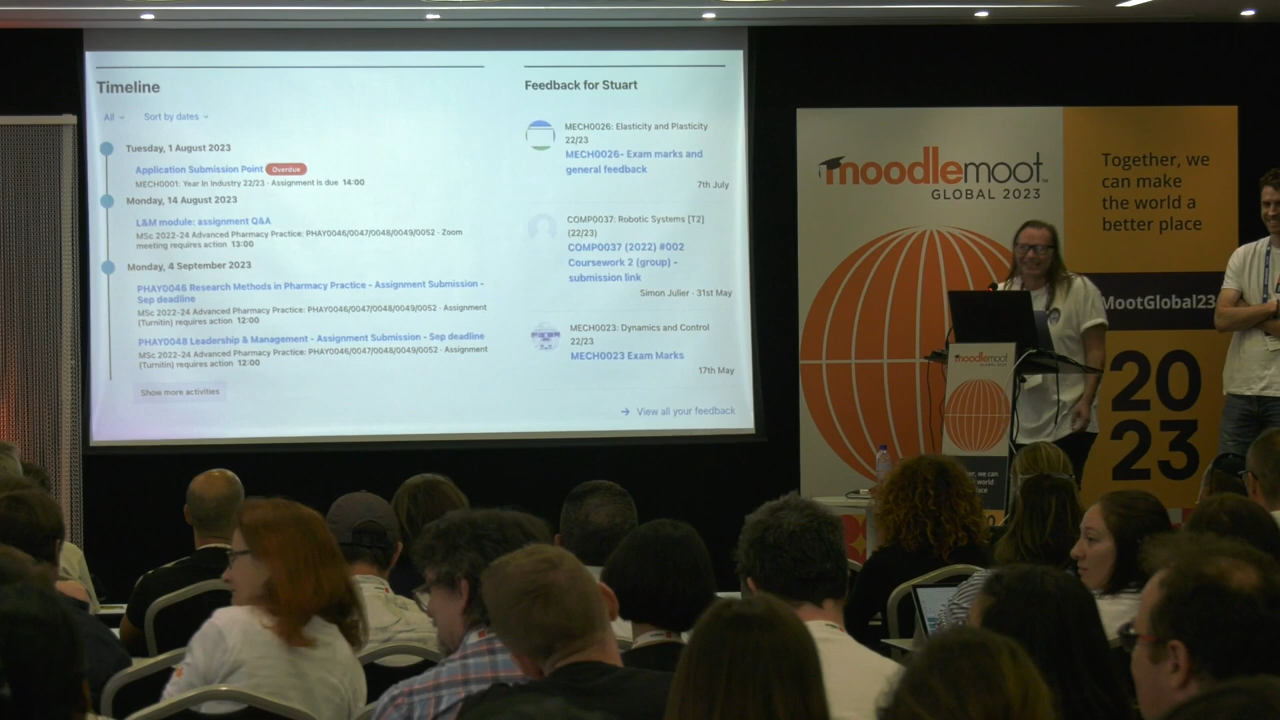 Timeline
All
Sort by dates
Tuesday, 1 August 2023
Application Submission Point Overdue
MECH0001: Year In Industry 22/23 - Assignment is due 14:00
Monday, 14 August 2023
L&M module: assignment Q&A
MSc 2022-24 Advanced Pharmacy Practice: PHAY0046/0047/0048/0049/0052 · Zoom
meeting requires action 13:00
Monday, 4 September 2023
PHAY0046 Research Methods in Pharmacy Practice - Assignment Submission -
Sep deadline
MSc 2022-24 Advanced Pharmacy Practice: PHAY0046/0047/0048/0049/0052 · Assignment
(Turnitin) requires action 12:00
PHAY0048 Leadership & Management - Assignment Submission - Sep deadline
MSc 2022-24 Advanced Pharmacy Practice: PHAY0046/0047/0048/0049/0052 · Assignment
(Turnitin) requires action 12:00
Show more activities
Feedback for Stuart
MECH0026: Elasticity and Plasticity
22/23
MECH0026- Exam marks and
general feedback
7th July
COMP0037: Robotic Systems [T2]
(22/23)
COMP0037 (2022) #002
Coursework 2 (group) -
submission link
Simon Julier · 31st May
MECH0023: Dynamics and Control
22/23
MECH0023 Exam Marks
17th May
→ View all your feedback
moodlemoot
GLOBAL 2023
Together, we
can make
the world a
better place
MootGlobal23
20
23
moodlemoot
GLOBAL 2023
we can
world
place